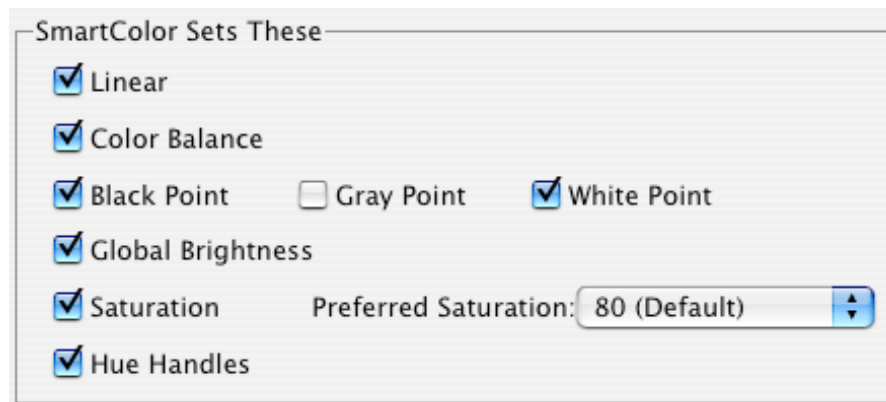 SmartColor Sets These
Linear
Color Balance
Black Point Gray Point White Point
Global Brightness
Saturation Preferred Saturation: 80 (Default)
Hue Handles